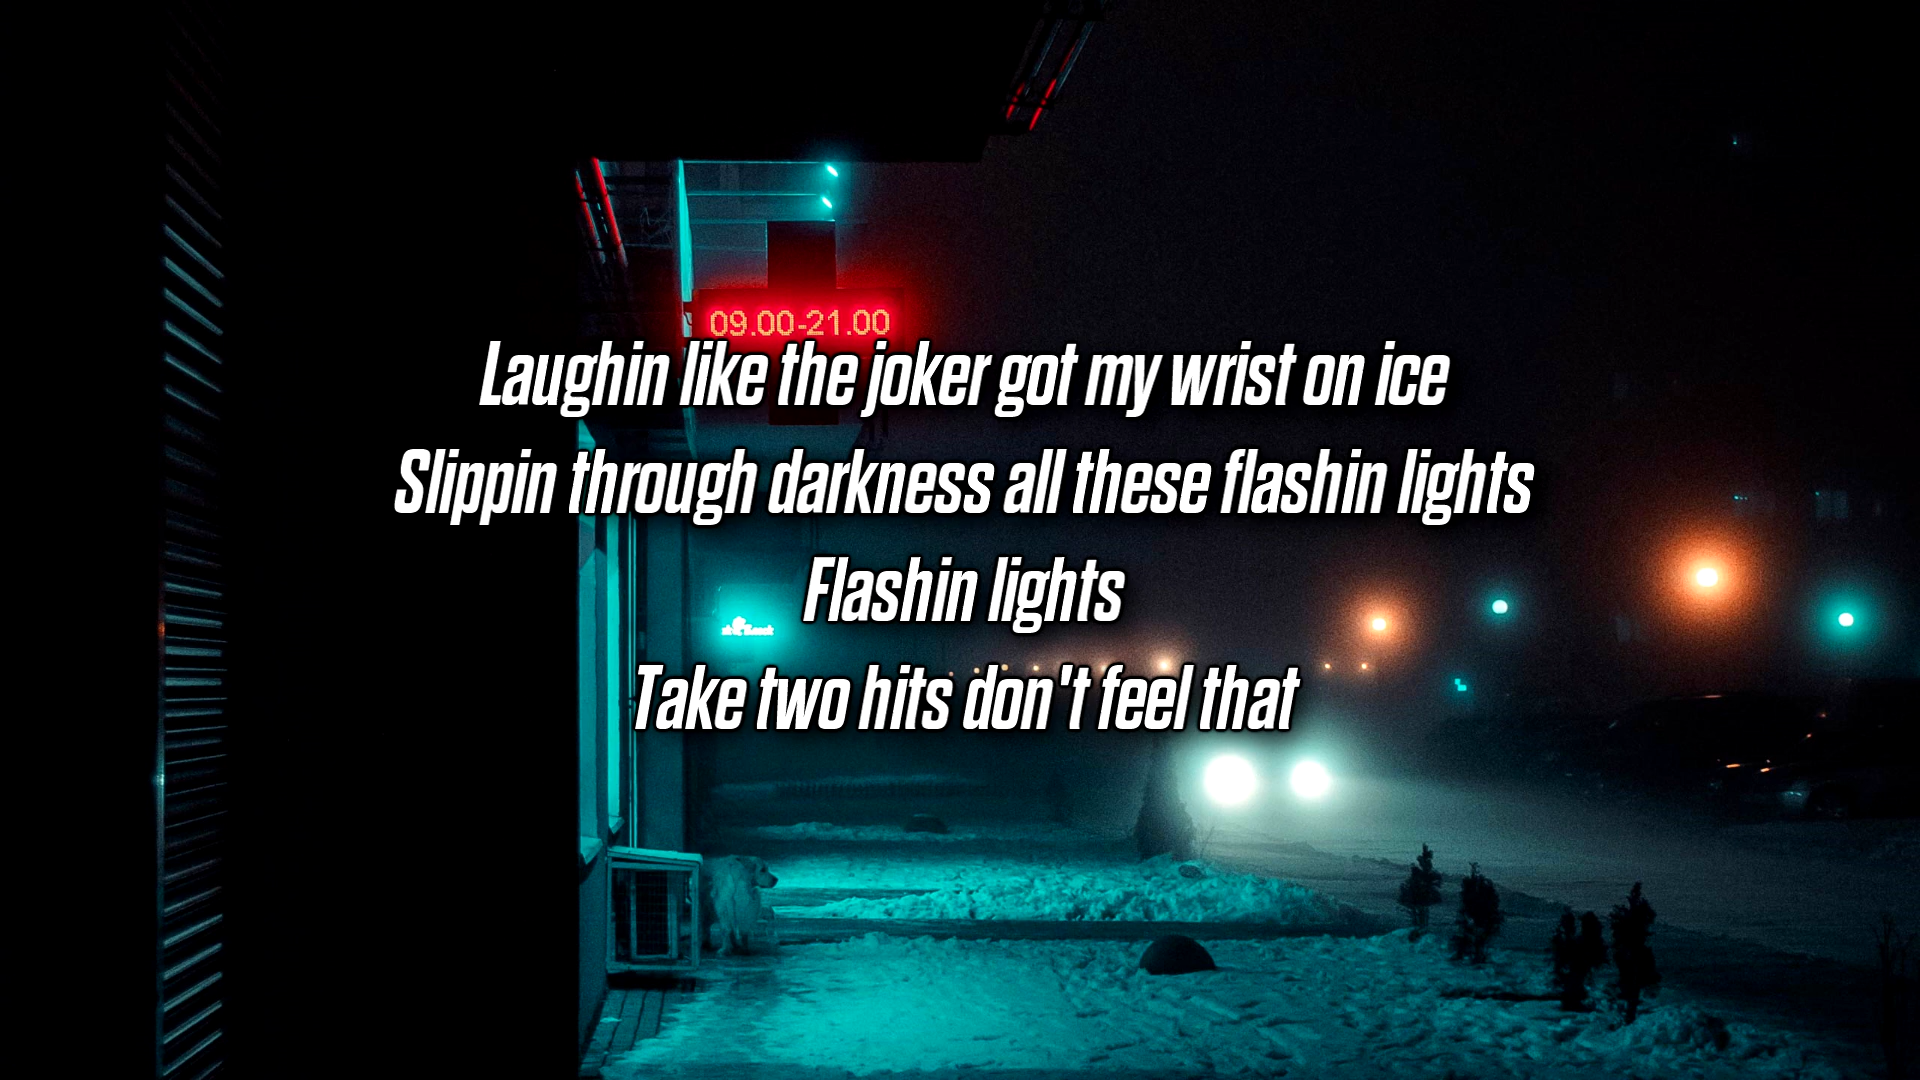 09.00-21.00
Laughin like the joker got my wrist on ice
Slippin through darkness all these flashin lights
Flashin lights
Take two hits don't feel that